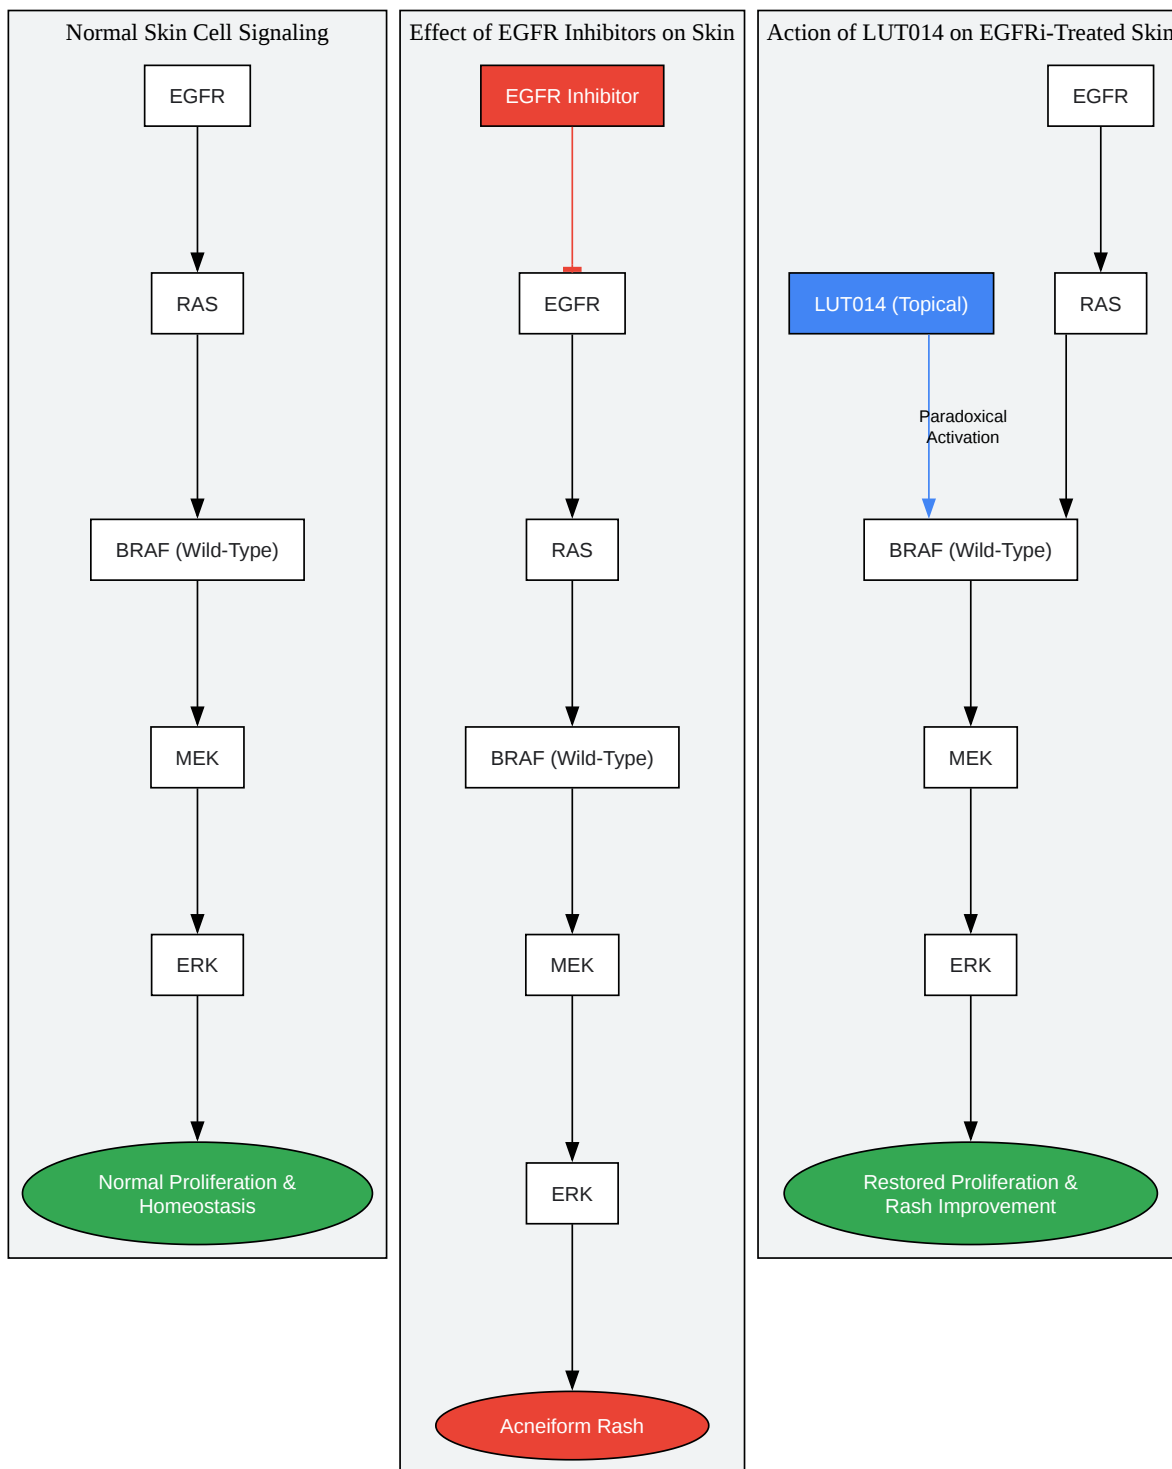 Normal Skin Cell Signaling
EGFR
RAS
BRAF (Wild-Type)
MEK
ERK
Normal Proliferation &
Homeostasis
Effect of EGFR Inhibitors on Skin
EGFR Inhibitor
EGFR
RAS
BRAF (Wild-Type)
MEK
ERK
Acneiform Rash
Action of LUT014 on EGFRi-Treated Skin
EGFR
LUT014 (Topical)
RAS
Paradoxical
Activation
BRAF (Wild-Type)
MEK
ERK
Restored Proliferation &
Rash Improvement